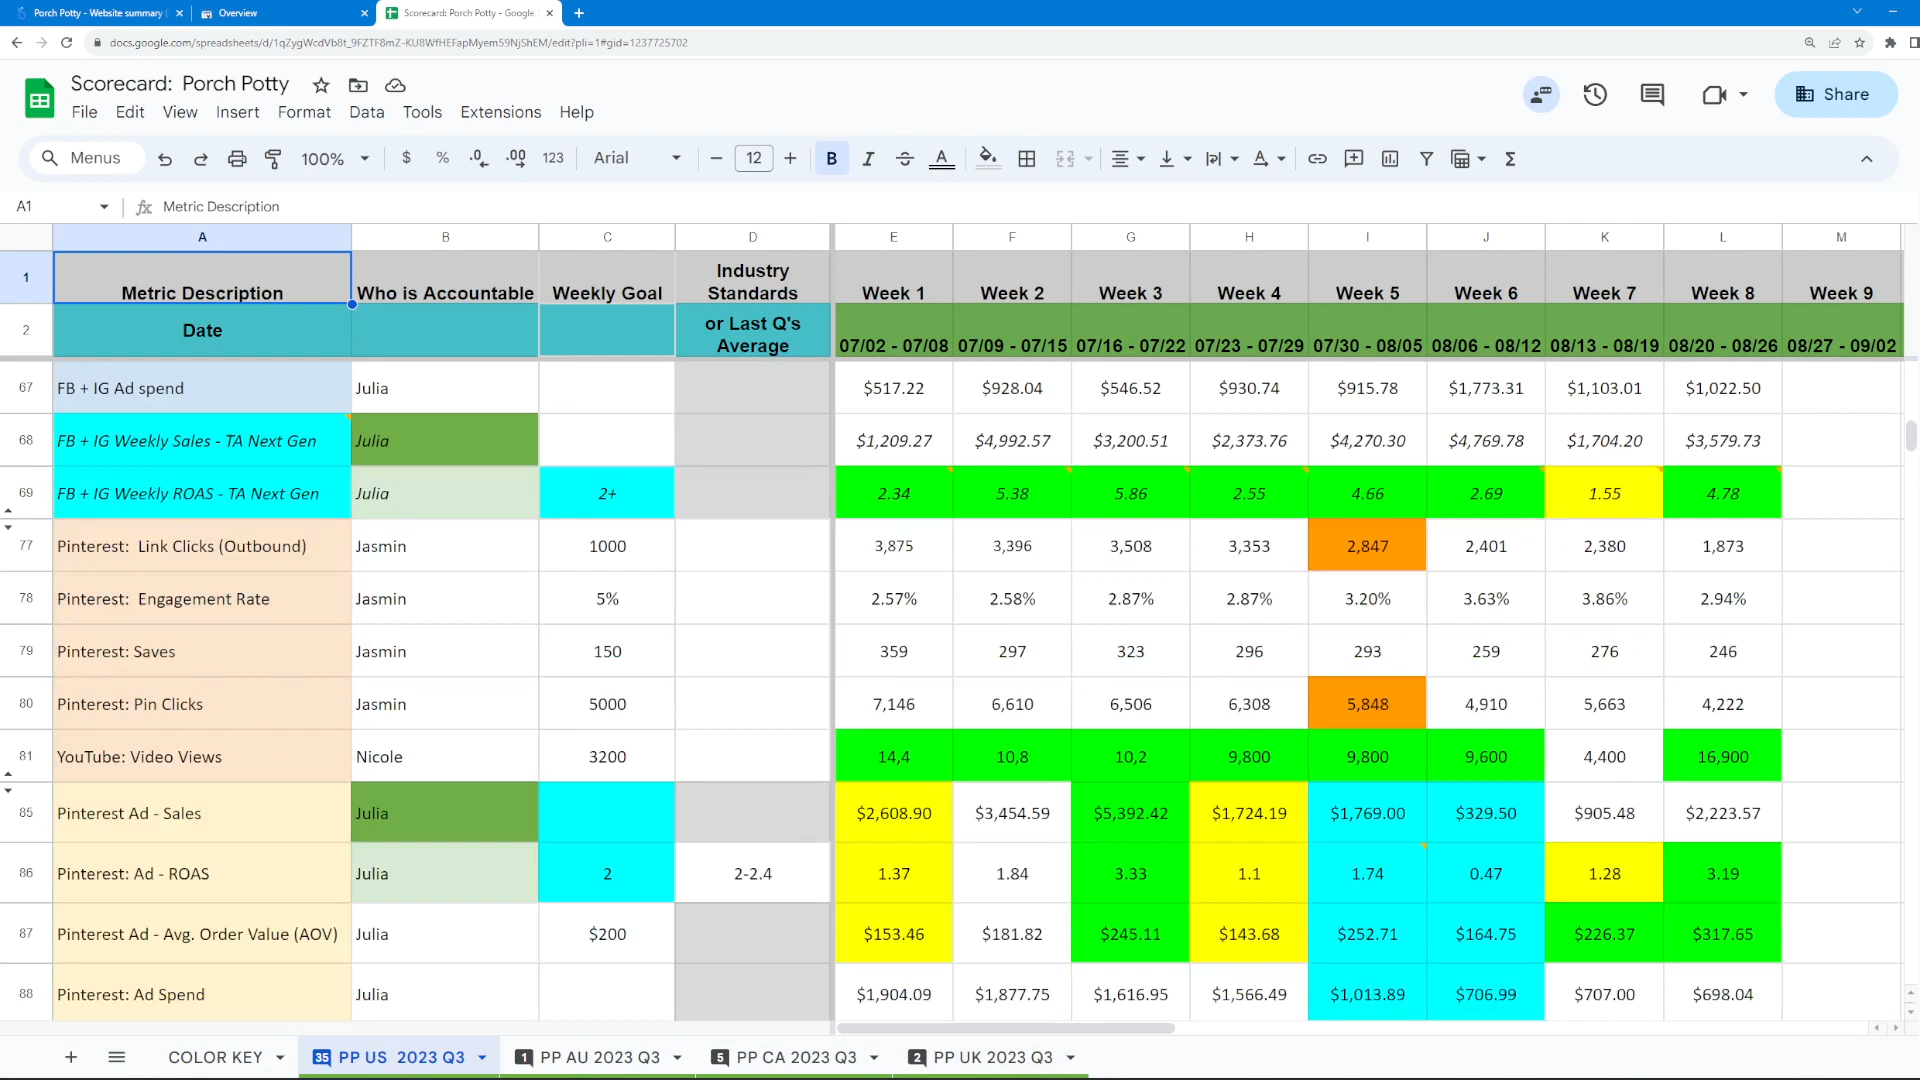 Porch Potty - Website summary
Overview
Scorecard: Porch Potty - Google
docs.google.com/spreadsheets/d/1qZygWcdVb8t_9FZTF8mZ-KU8WfHEFapMyem59NjShEM/edit?pli=1#gid=1237725702
Scorecard: Porch Potty
File Edit View Insert Format Data Tools Extensions Help
Share
Menus 100% $ % .0 .00 123 Arial 12 B I S A
A1 fx Metric Description
A B C D E F G H I J K L M
1 Metric Description Who is Accountable Weekly Goal Industry Standards Week 1 Week 2 Week 3 Week 4 Week 5 Week 6 Week 7 Week 8 Week 9
2 Date or Last Q's Average 07/02 - 07/08 07/09 - 07/15 07/16 - 07/22 07/23 - 07/29 07/30 - 08/05 08/06 - 08/12 08/13 - 08/19 08/20 - 08/26 08/27 - 09/02
67 FB + IG Ad spend Julia $517.22 $928.04 $546.52 $930.74 $915.78 $1,773.31 $1,103.01 $1,022.50
68 FB + IG Weekly Sales - TA Next Gen Julia $1,209.27 $4,992.57 $3,200.51 $2,373.76 $4,270.30 $4,769.78 $1,704.20 $3,579.73
69 FB + IG Weekly ROAS - TA Next Gen Julia 2+ 2.34 5.38 5.86 2.55 4.66 2.69 1.55 4.78
77 Pinterest: Link Clicks (Outbound) Jasmin 1000 3,875 3,396 3,508 3,353 2,847 2,401 2,380 1,873
78 Pinterest: Engagement Rate Jasmin 5% 2.57% 2.58% 2.87% 2.87% 3.20% 3.63% 3.86% 2.94%
79 Pinterest: Saves Jasmin 150 359 297 323 296 293 259 276 246
80 Pinterest: Pin Clicks Jasmin 5000 7,146 6,610 6,506 6,308 5,848 4,910 5,663 4,222
81 YouTube: Video Views Nicole 3200 14,4 10,8 10,2 9,800 9,800 9,600 4,400 16,900
85 Pinterest Ad - Sales Julia $2,608.90 $3,454.59 $5,392.42 $1,724.19 $1,769.00 $329.50 $905.48 $2,223.57
86 Pinterest: Ad - ROAS Julia 2 2-2.4 1.37 1.84 3.33 1.1 1.74 0.47 1.28 3.19
87 Pinterest Ad - Avg. Order Value (AOV) Julia $200 $153.46 $181.82 $245.11 $143.68 $252.71 $164.75 $226.37 $317.65
88 Pinterest: Ad Spend Julia $1,904.09 $1,877.75 $1,616.95 $1,566.49 $1,013.89 $706.99 $707.00 $698.04
COLOR KEY 35 PP US 2023 Q3 1 PP AU 2023 Q3 5 PP CA 2023 Q3 2 PP UK 2023 Q3